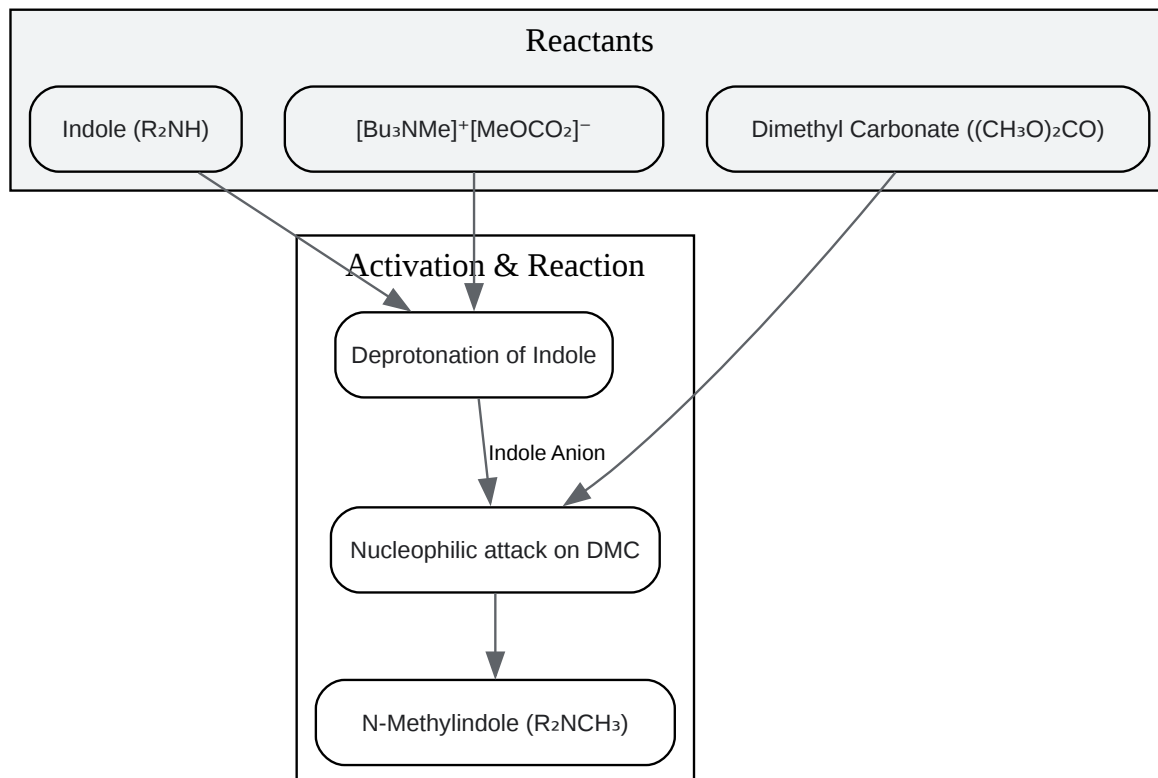 Reactants
Indole (R₂NH)
[Bu₃NMe]⁺[MeOCO₂]⁻
Dimethyl Carbonate ((CH₃O)₂CO)
Activation & Reaction
Deprotonation of Indole
Indole Anion
Nucleophilic attack on DMC
N-Methylindole (R₂NCH₃)